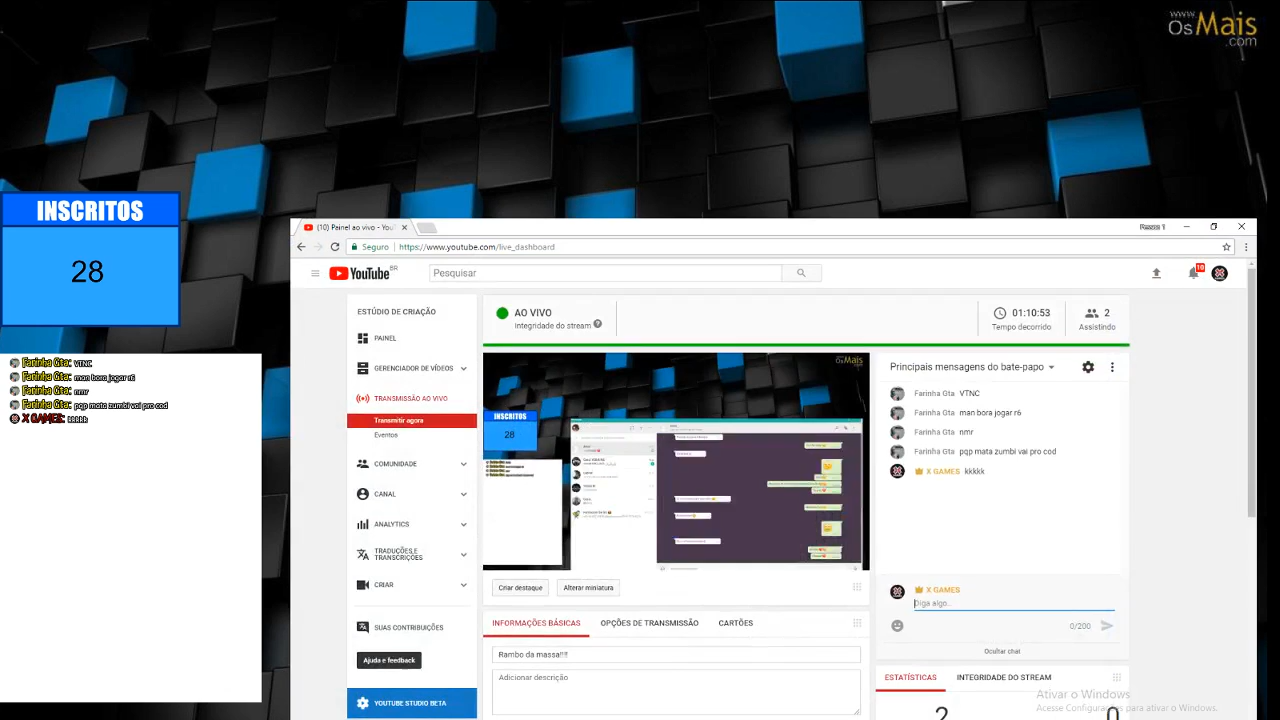 www
OsMais
.com
INSCRITOS
28
Farinha Gta: VTNC
Farinha Gta: man bora jogar r6
Farinha Gta: nmr
Farinha Gta: pqp mata zumbi vai pro cod
X GAMES: kkkkk
(10) Painel ao vivo - You
Seguro https://www.youtube.com/live_dashboard
YouTube BR
Pesquisar
ESTÚDIO DE CRIAÇÃO
PAINEL
GERENCIADOR DE VÍDEOS
TRANSMISSÃO AO VIVO
Transmitir agora
Eventos
COMUNIDADE
CANAL
ANALYTICS
TRADUÇÕES E
TRANSCRIÇÕES
CRIAR
SUAS CONTRIBUIÇÕES
Ajuda e feedback
YOUTUBE STUDIO BETA
AO VIVO
Integridade do stream
01:10:53
Tempo decorrido
2
Assistindo
OsMais
INSCRITOS
28
Criar destaque
Alterar miniatura
INFORMAÇÕES BÁSICAS
OPÇÕES DE TRANSMISSÃO
CARTÕES
Rambo da massa!!!!
Adicionar descrição
Principais mensagens do bate-papo
Farinha Gta VTNC
Farinha Gta man bora jogar r6
Farinha Gta nmr
Farinha Gta pqp mata zumbi vai pro cod
X GAMES kkkkk
X GAMES
Diga algo...
0/200
Ocultar chat
ESTATÍSTICAS
INTEGRIDADE DO STREAM
2
0
Ativar o Windows
Acesse Configurações para ativar o Windows.